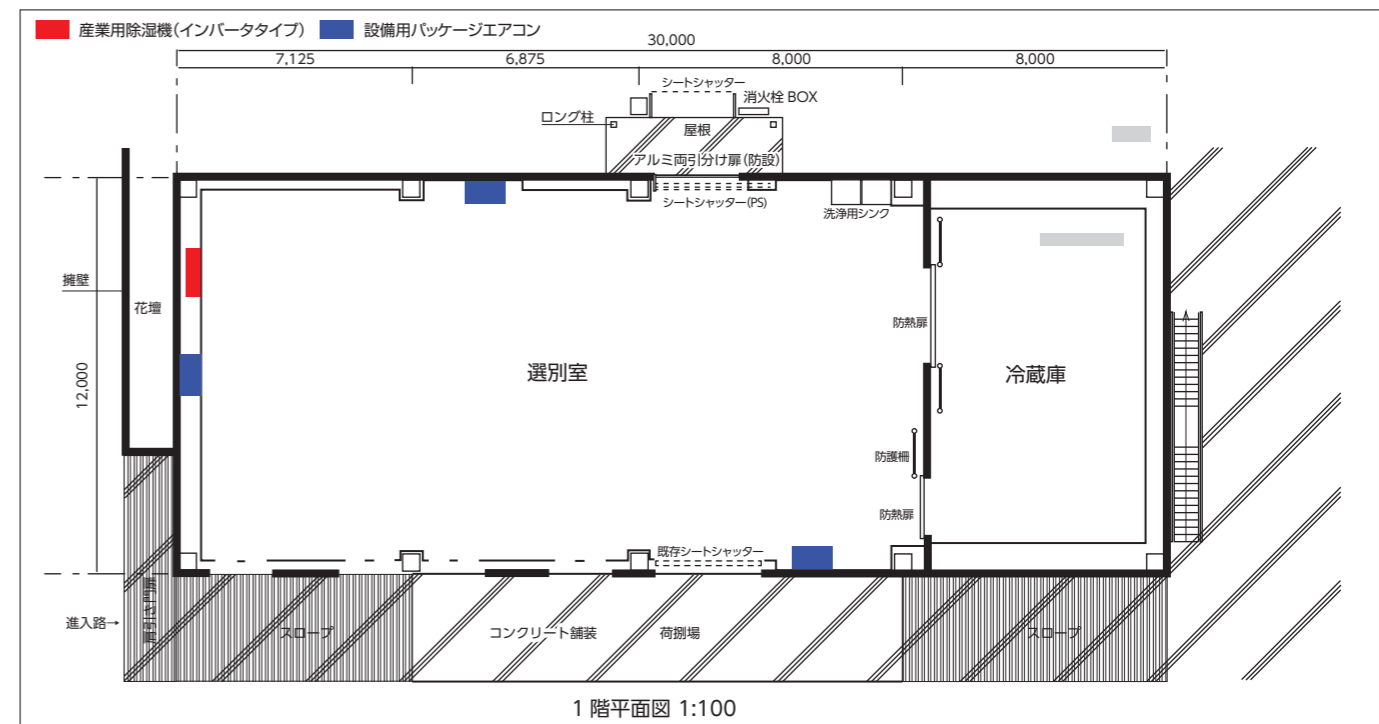 産業用除湿機(インバータタイプ) 設備用パッケージエアコン
30,000
7,125 6,875 8,000 8,000
シートシャッター
消火栓 BOX
ロング柱
屋根
アルミ両引分け扉(防設)
シートシャッター(PS)
洗浄用シンク
擁壁
花壇
防熱扉
12,000
選別室
冷蔵庫
防護柵
防熱扉
既存シートシャッター
進入路→
スロープ
コンクリート舗装
荷捌場
スロープ
1 階平面図 1:100